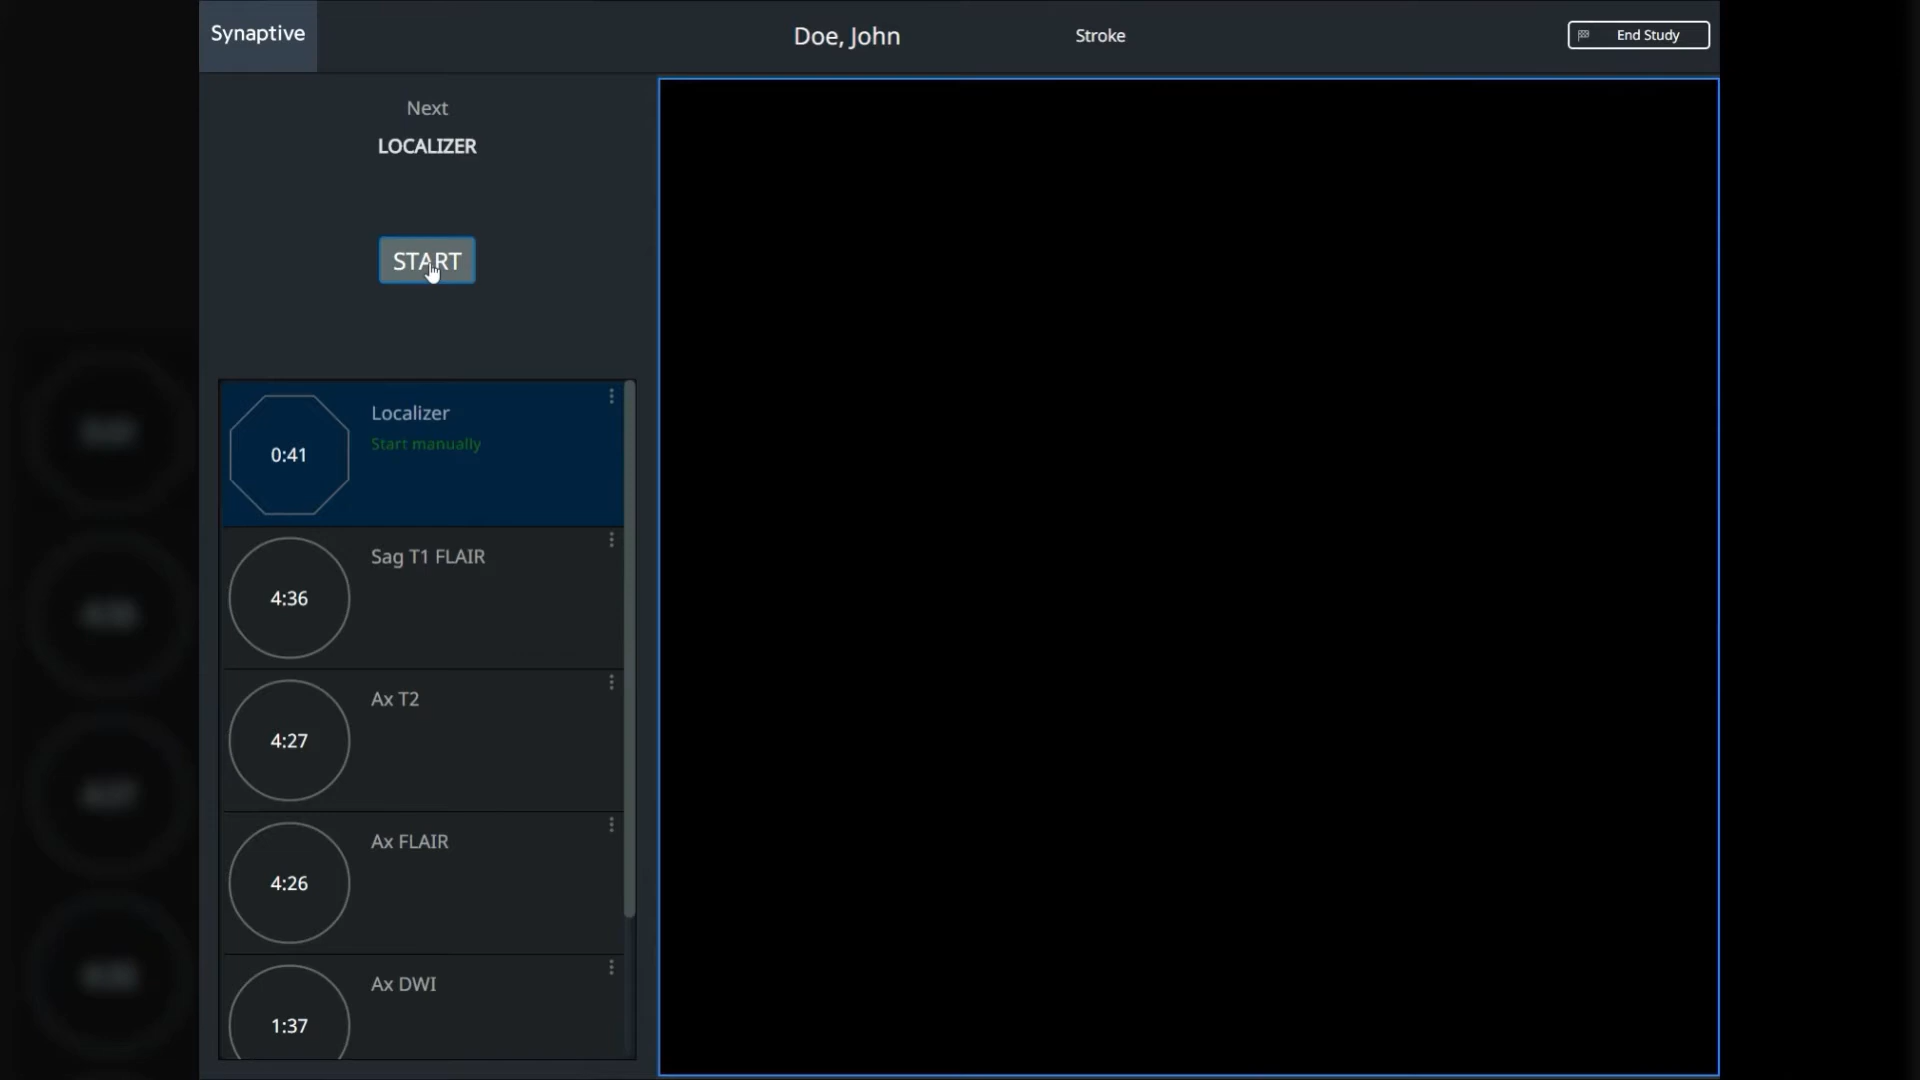 Synaptive
Doe, John
Stroke
End Study
Next
LOCALIZER
START
Localizer
Start manually
0:41
Sag T1 FLAIR
4:36
Ax T2
4:27
Ax FLAIR
4:26
Ax DWI
1:37